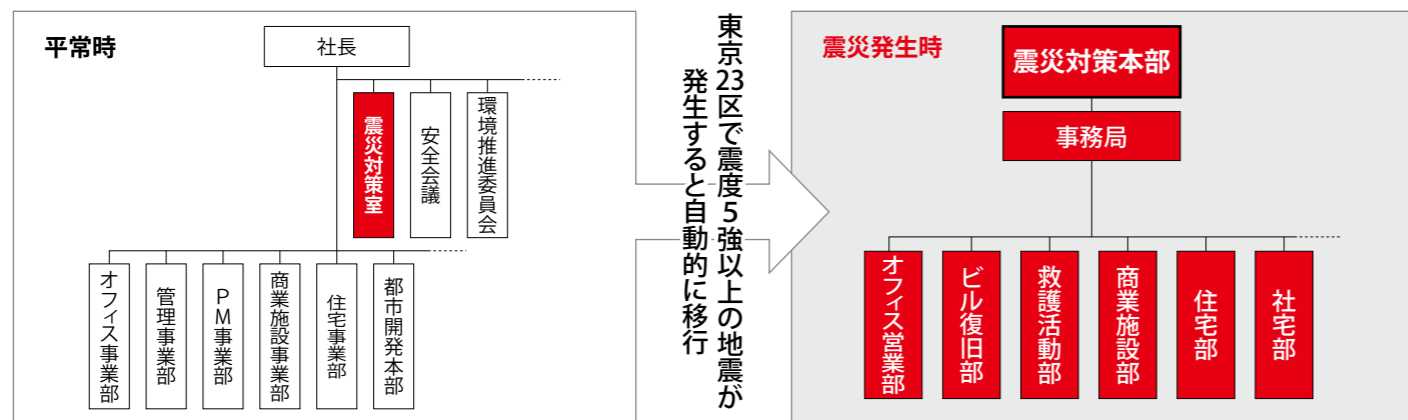 平常時
社長
震災対策室
安全会議
環境推進委員会
オフィス事業部
管理事業部
PM事業部
商業施設事業部
住宅事業部
都市開発本部
東京23区で震度5強以上の地震が
発生すると自動的に移行
震災発生時
震災対策本部
事務局
オフィス営業部
ビル復旧部
救護活動部
商業施設部
住宅部
社宅部